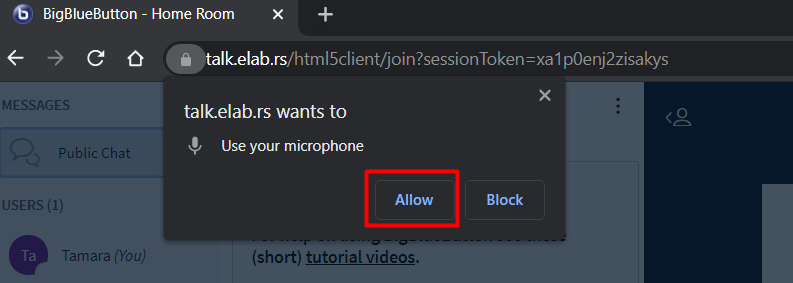 BigBlueButton - Home Room
talk.elab.rs/html5client/join?sessionToken=xa1p0enj2zisakys
MESSAGES
Public Chat
USERS (1)
Ta
Tamara (You)
talk.elab.rs wants to
Use your microphone
Allow
Block
(short) tutorial videos.